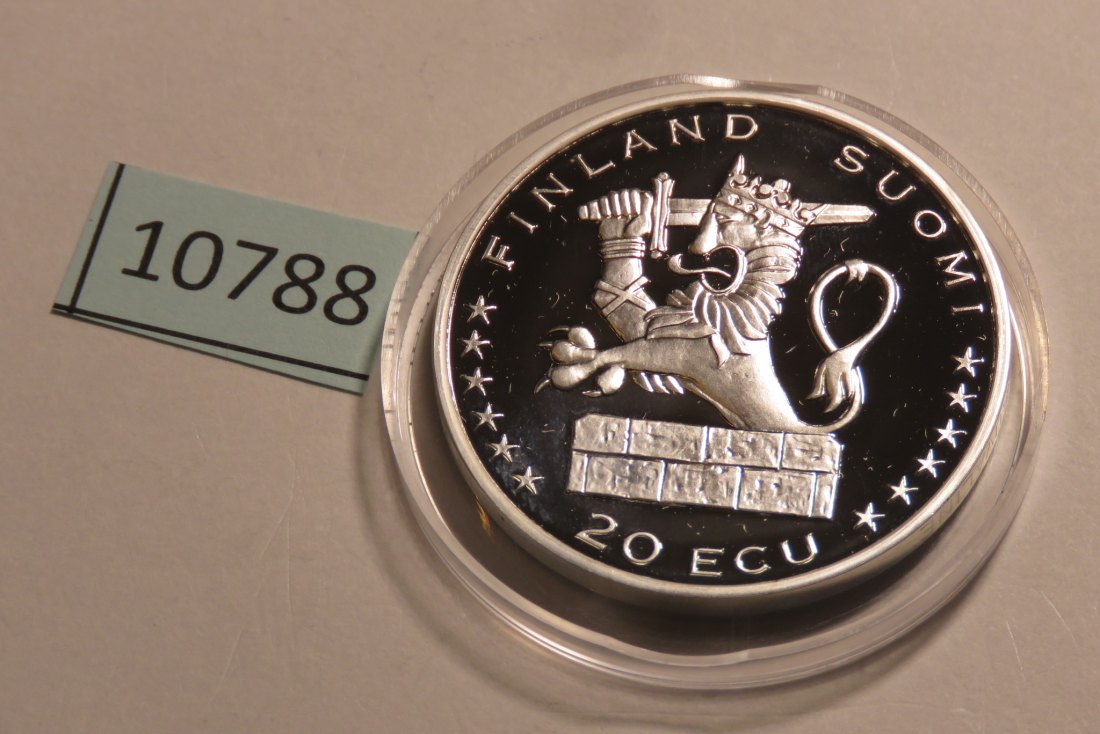 10788
FINLAND SUOMI
20 ECU